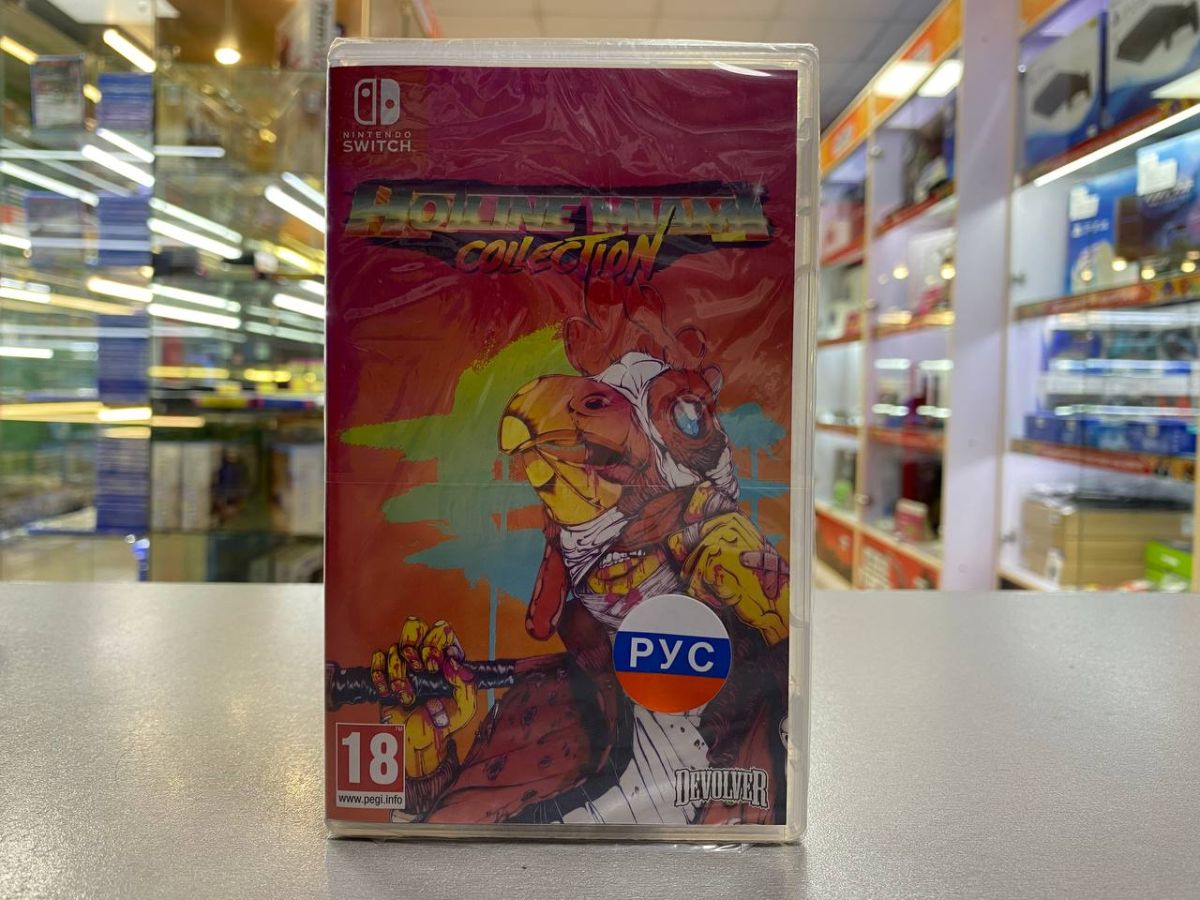 NINTENDO
SWITCH
HOTLINE MIAMI
COLLECTION
РУС
18
www.pegi.info
DEVOLVER